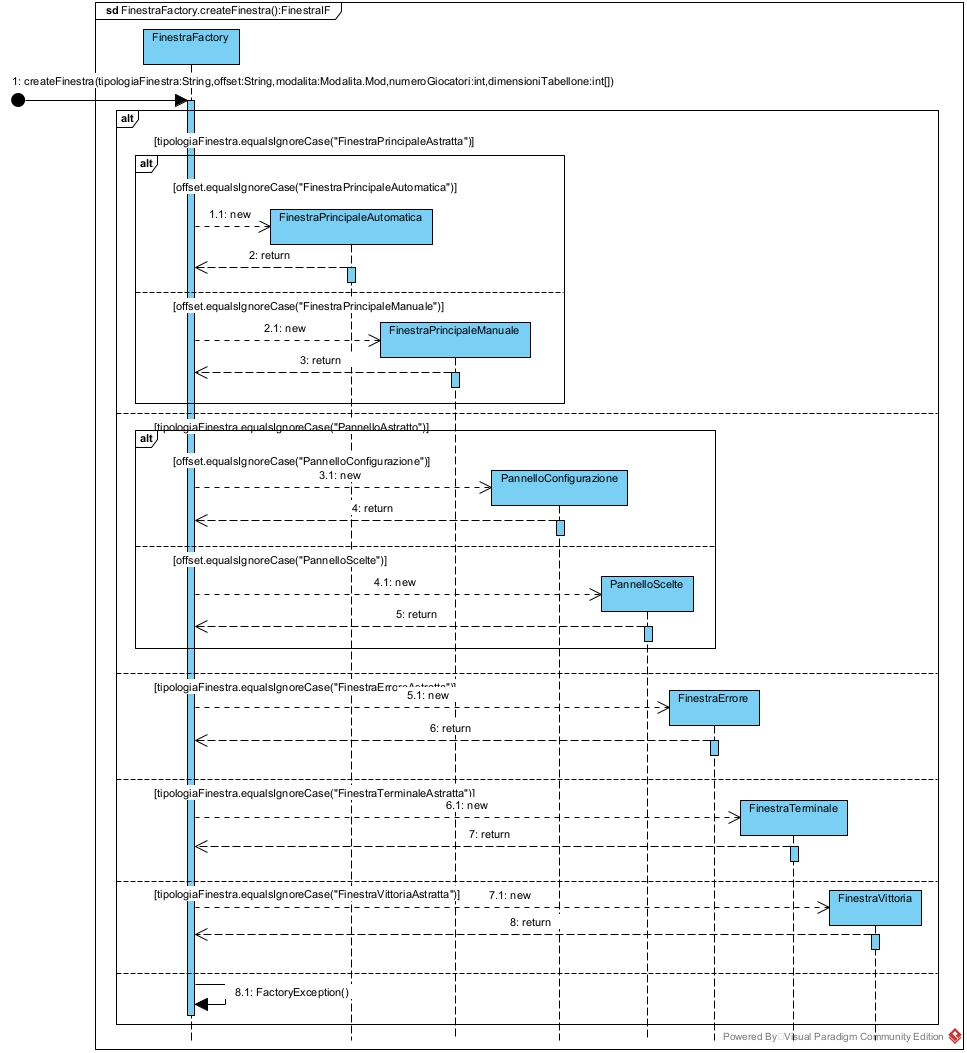 sd FinestraFactory.createFinestra():FinestraIF
FinestraFactory
1: createFinestra(tipologiaFinestra:String,offset:String,modalita:Modalita.Mod,numeroGiocatori:int,dimensioniTabellone:int[])
alt
[tipologiaFinestra.equalsIgnoreCase("FinestraPrincipaleAstratta")]
alt
[offset.equalsIgnoreCase("FinestraPrincipaleAutomatica")]
1.1: new
FinestraPrincipaleAutomatica
2: return
[offset.equalsIgnoreCase("FinestraPrincipaleManuale")]
2.1: new
FinestraPrincipaleManuale
3: return
[tipologiaFinestra.equalsIgnoreCase("PannelloAstratto")]
alt
[offset.equalsIgnoreCase("PannelloConfigurazione")]
3.1: new
PannelloConfigurazione
4: return
[offset.equalsIgnoreCase("PannelloScelte")]
4.1: new
PannelloScelte
5: return
[tipologiaFinestra.equalsIgnoreCase("FinestraErroreAstratta")]
5.1: new
FinestraErrore
6: return
[tipologiaFinestra.equalsIgnoreCase("FinestraTerminaleAstratta")]
6.1: new
FinestraTerminale
7: return
[tipologiaFinestra.equalsIgnoreCase("FinestraVittoriaAstratta")]
7.1: new
FinestraVittoria
8: return
8.1: FactoryException()
Powered By Visual Paradigm Community Edition